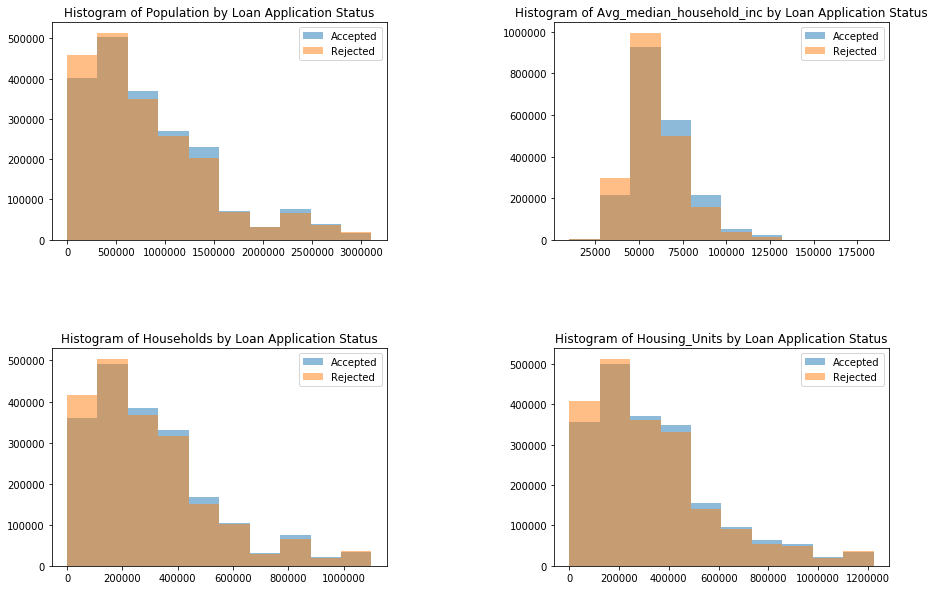 Histogram of Population by Loan Application Status
500000
400000
300000
200000
100000
0
0 500000 1000000 1500000 2000000 2500000 3000000
Accepted
Rejected
Histogram of Avg_median_household_inc by Loan Application Status
1000000
800000
600000
400000
200000
0
25000 50000 75000 100000 125000 150000 175000
Accepted
Rejected
Histogram of Households by Loan Application Status
500000
400000
300000
200000
100000
0
0 200000 400000 600000 800000 1000000
Accepted
Rejected
Histogram of Housing_Units by Loan Application Status
500000
400000
300000
200000
100000
0
0 200000 400000 600000 800000 1000000 1200000
Accepted
Rejected